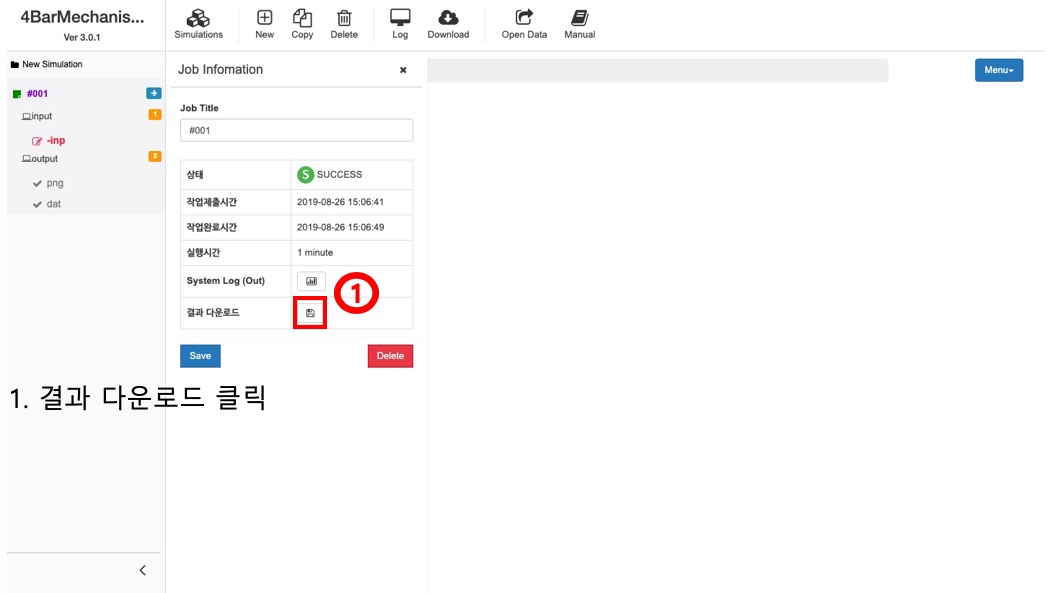 4BarMechanis...
Ver 3.0.1
Simulations
New
Copy
Delete
Log
Download
Open Data
Manual
New Simulation
#001
input
1
-inp
output
2
png
dat
Job Infomation
×
Menu
Job Title
#001
상태
S SUCCESS
작업제출시간
2019-08-26 15:06:41
작업완료시간
2019-08-26 15:06:49
실행시간
1 minute
System Log (Out)
1
결과 다운로드
Save
Delete
1. 결과 다운로드 클릭